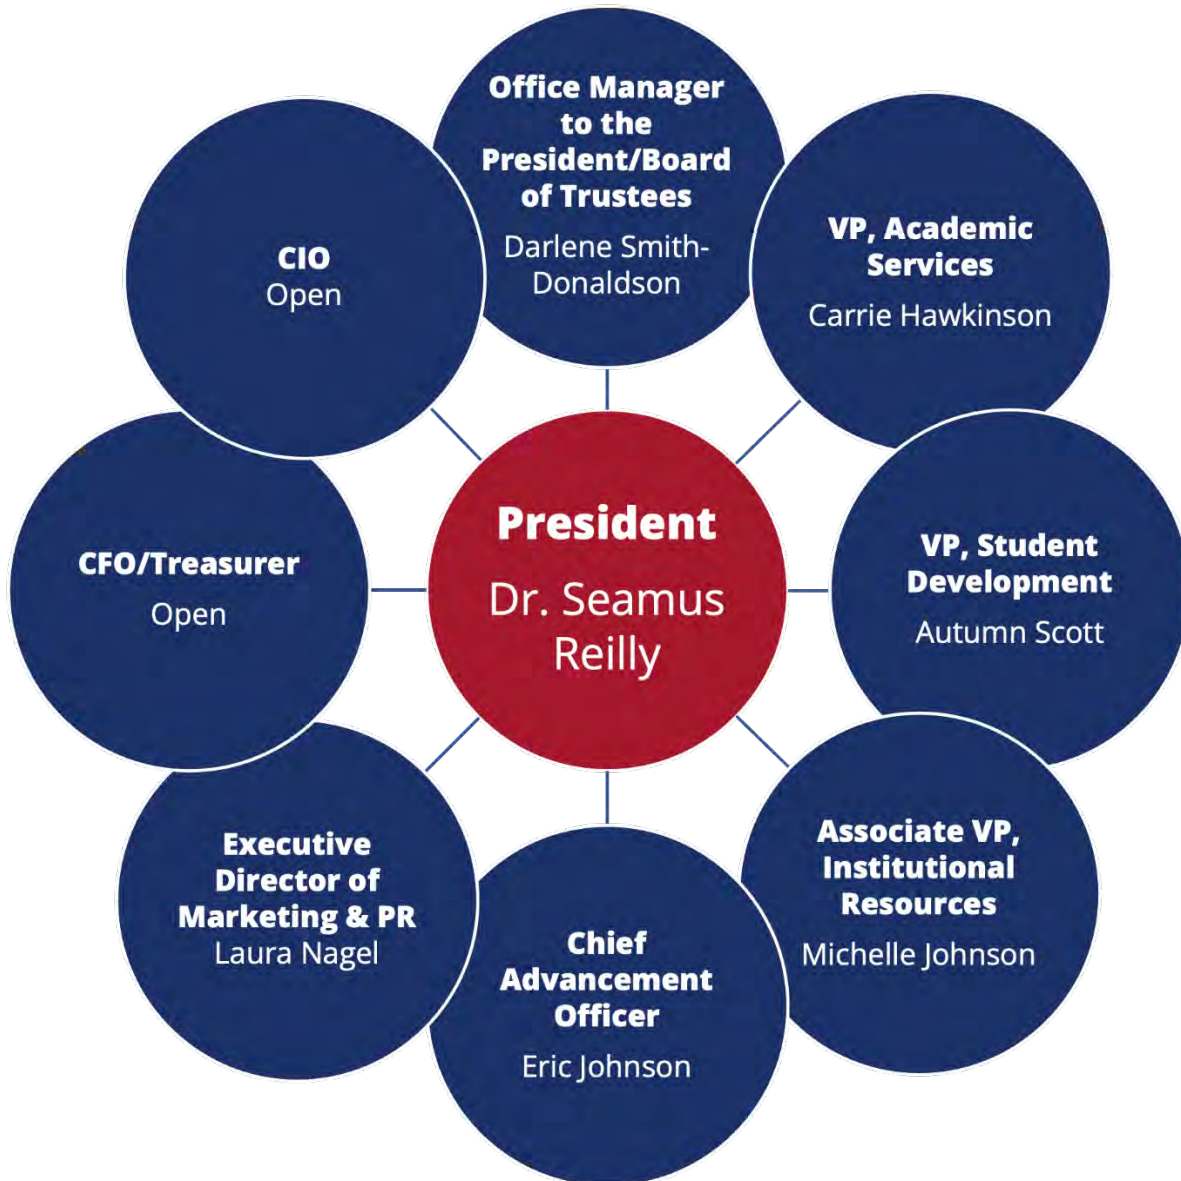 Office Manager
to the
President/Board
of Trustees
Darlene Smith-
Donaldson
VP, Academic
Services
Carrie Hawkinson
VP, Student
Development
Autumn Scott
Associate VP,
Institutional
Resources
Michelle Johnson
Chief
Advancement
Officer
Eric Johnson
Executive
Director of
Marketing & PR
Laura Nagel
CFO/Treasurer
Open
CIO
Open
President
Dr. Seamus
Reilly